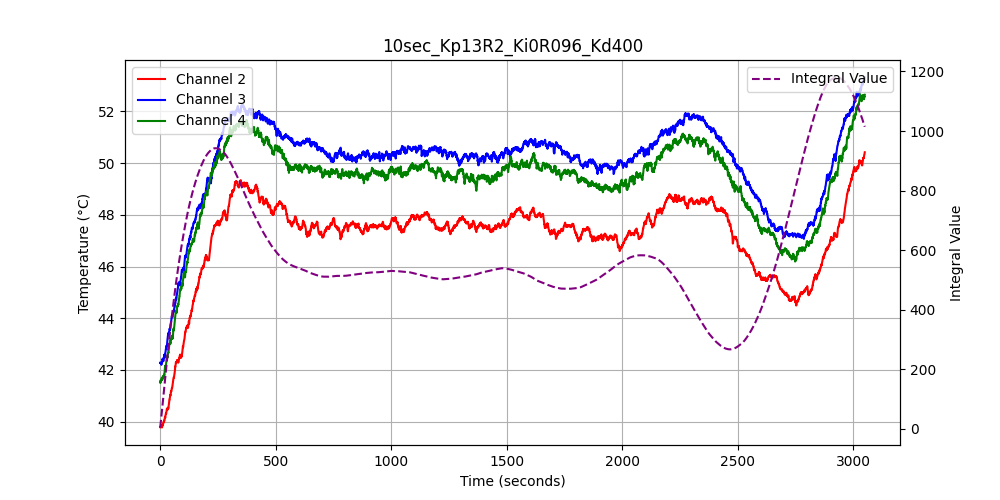 10sec_Kp13R2_Ki0R096_Kd400
Channel 2
Channel 3
Channel 4
Integral Value
Temperature (°C)
52
50
48
46
44
42
40
1200
1000
800
600
400
200
0
Integral Value
0 500 1000 1500 2000 2500 3000
Time (seconds)